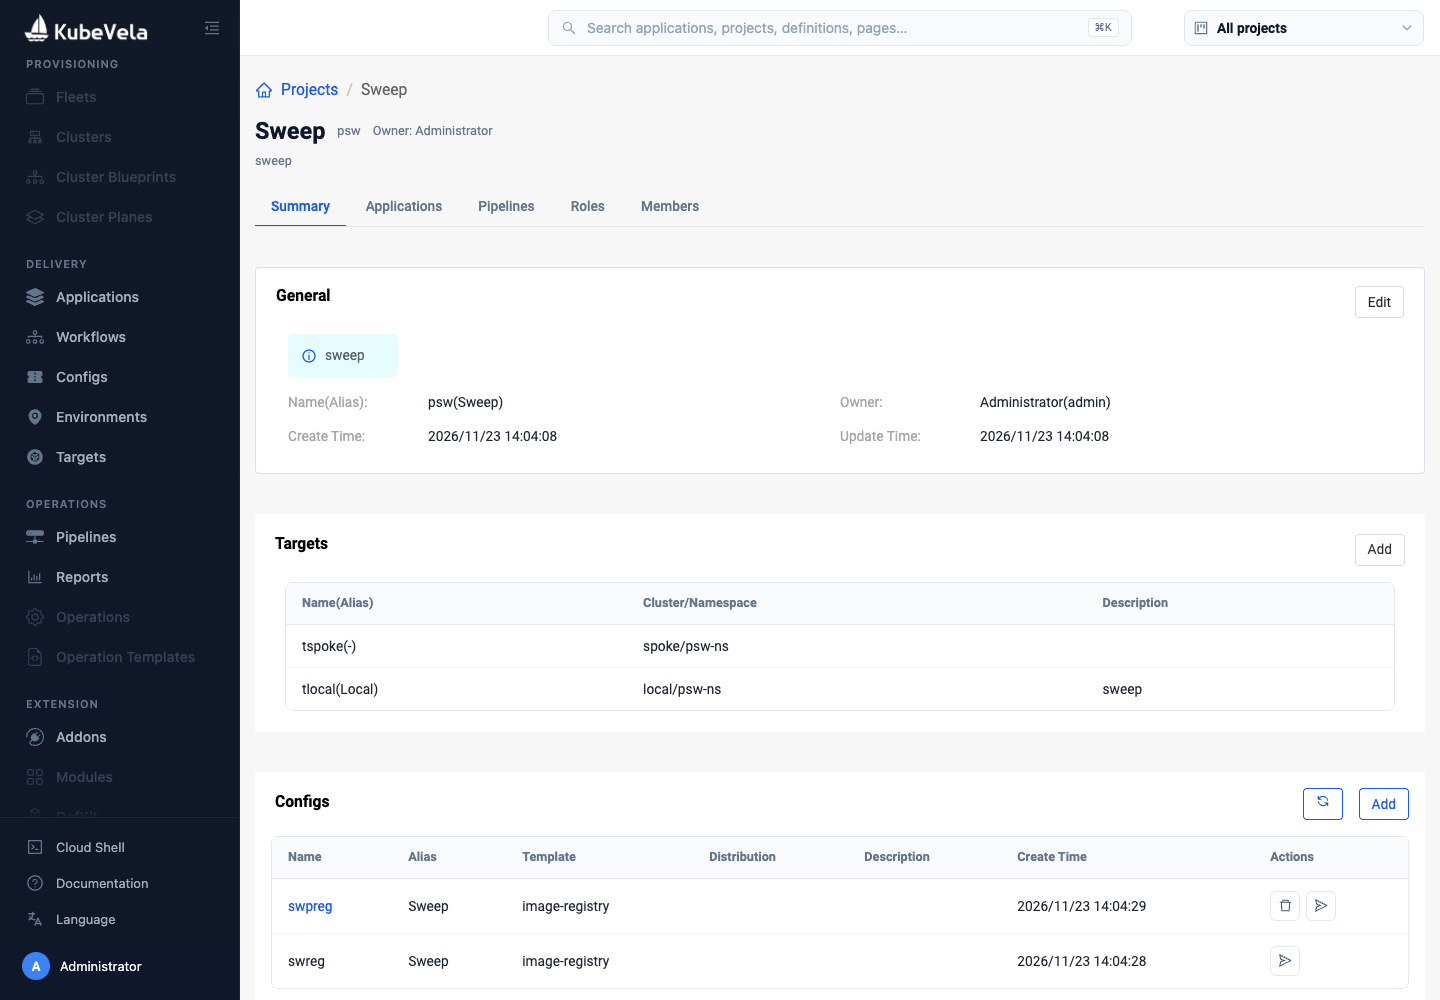 KubeVela
Search applications, projects, definitions, pages...
⌘K
All projects
PROVISIONING
Fleets
Clusters
Cluster Blueprints
Cluster Planes
DELIVERY
Applications
Workflows
Configs
Environments
Targets
OPERATIONS
Pipelines
Reports
Operations
Operation Templates
EXTENSION
Addons
Modules
Cloud Shell
Documentation
Language
A Administrator
Projects / Sweep
Sweep psw Owner: Administrator
sweep
Summary Applications Pipelines Roles Members
General
Edit
sweep
Name(Alias): psw(Sweep) Owner: Administrator(admin)
Create Time: 2026/11/23 14:04:08 Update Time: 2026/11/23 14:04:08
Targets
Add
Name(Alias) Cluster/Namespace Description
tspoke(-) spoke/psw-ns
tlocal(Local) local/psw-ns sweep
Configs
Add
Name Alias Template Distribution Description Create Time Actions
swpreg Sweep image-registry 2026/11/23 14:04:29
swreg Sweep image-registry 2026/11/23 14:04:28